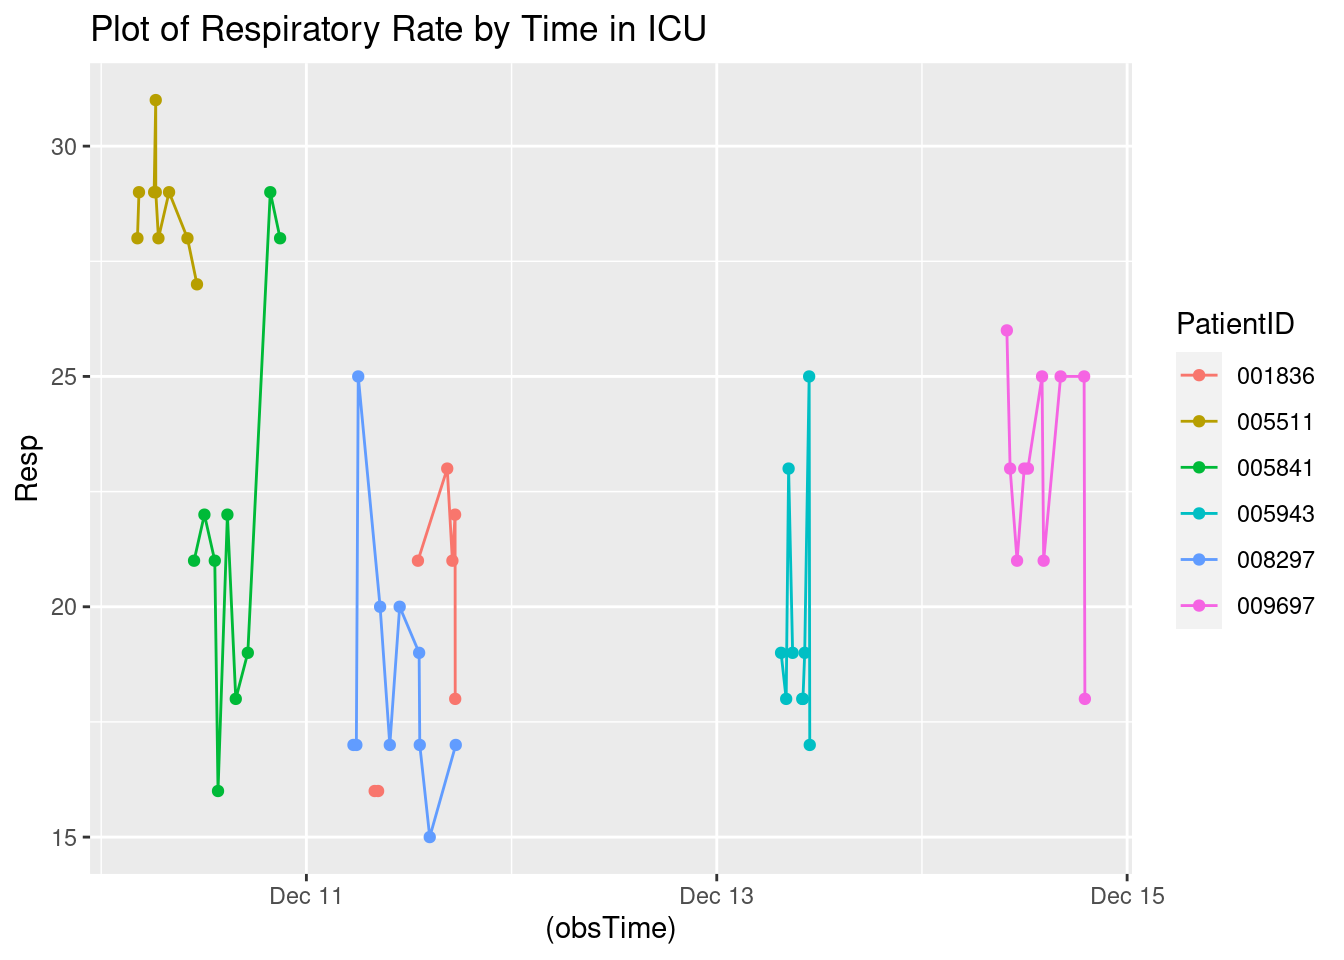 Plot of Respiratory Rate by Time in ICU
30
25
20
15
Resp
Dec 11
Dec 13
Dec 15
(obsTime)
PatientID
001836
005511
005841
005943
008297
009697